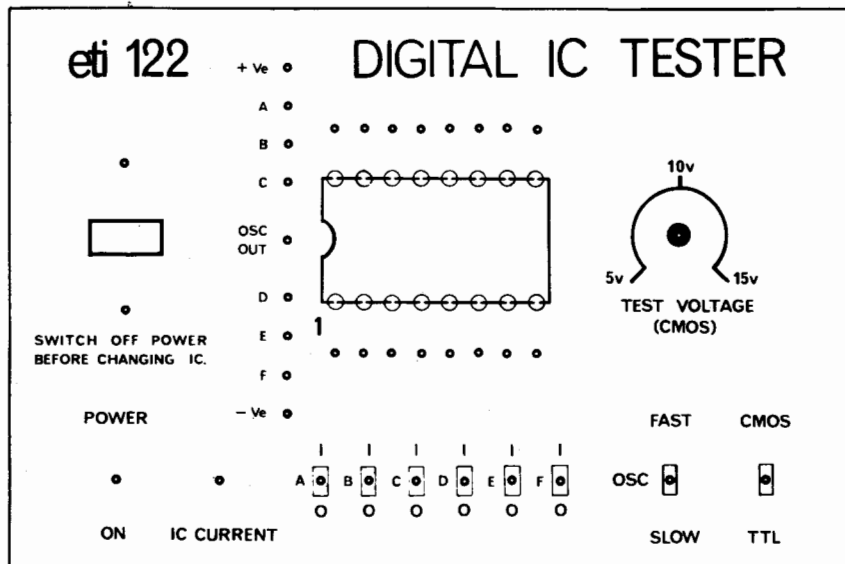 eti 122
DIGITAL IC TESTER
+ Ve
A
B
C
OSC
OUT
D
E
F
– Ve
1
10v
5v
15v
TEST VOLTAGE
(CMOS)
SWITCH OFF POWER
BEFORE CHANGING IC.
POWER
ON
IC CURRENT
I I I I I I
A B C D E F
O O O O O O
FAST
OSC
SLOW
CMOS
TTL